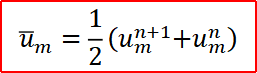 ū_m = 1/2 (u_m^{n+1} + u_m^n)